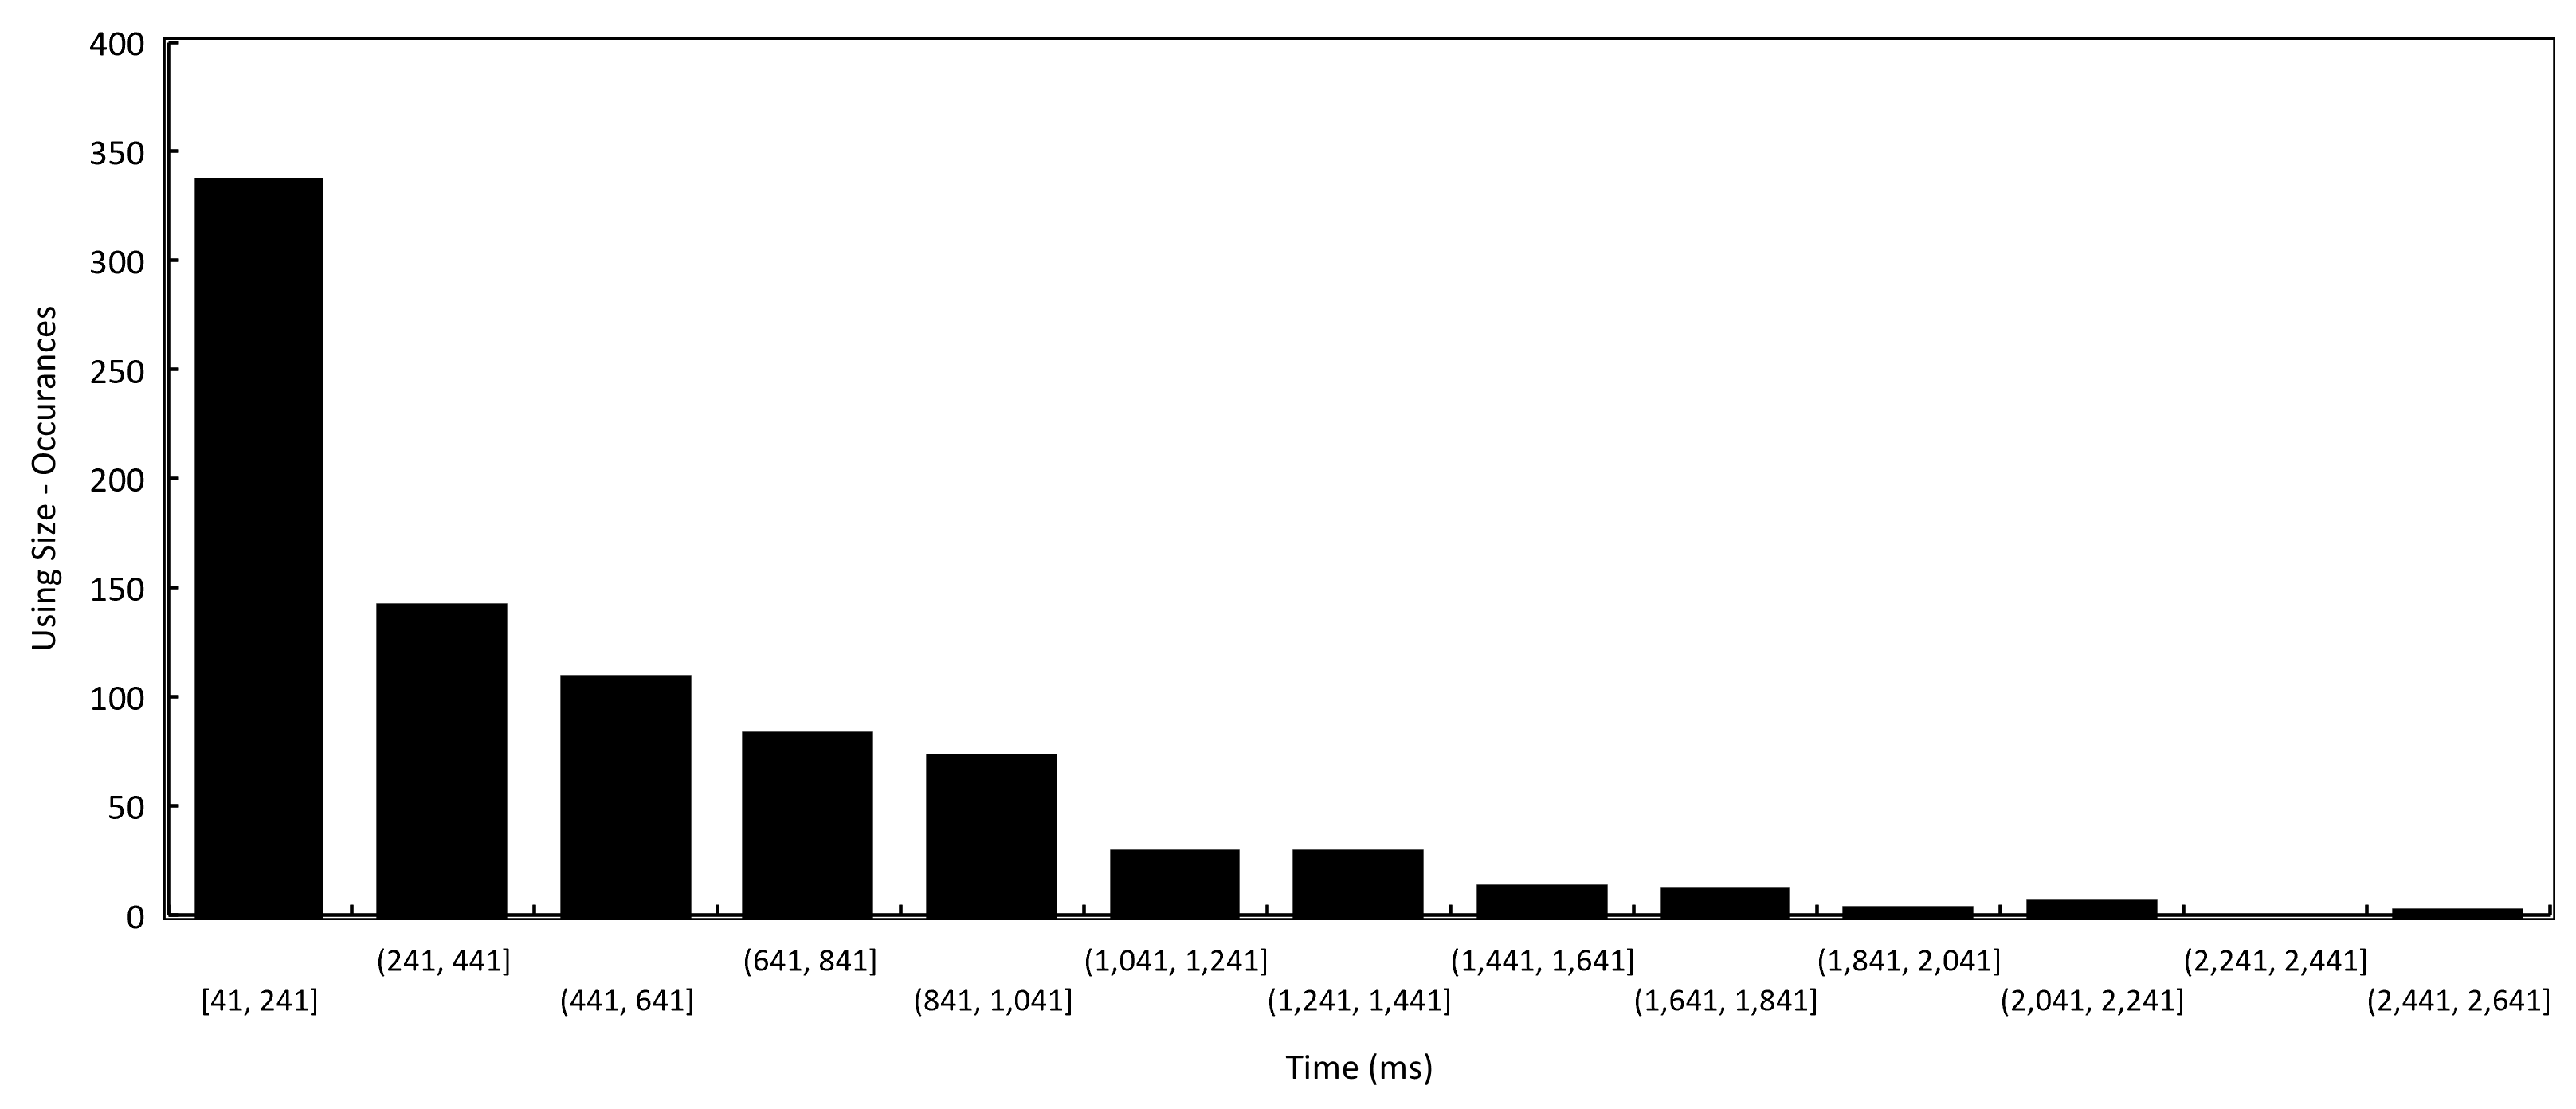 400
350
300
250
200
150
100
50
0
Using Size - Occurances
(241, 441] (641, 841] (1,041, 1,241] (1,441, 1,641] (1,841, 2,041] (2,241, 2,441]
[41, 241] (441, 641] (841, 1,041] (1,241, 1,441] (1,641, 1,841] (2,041, 2,241] (2,441, 2,641]
Time (ms)